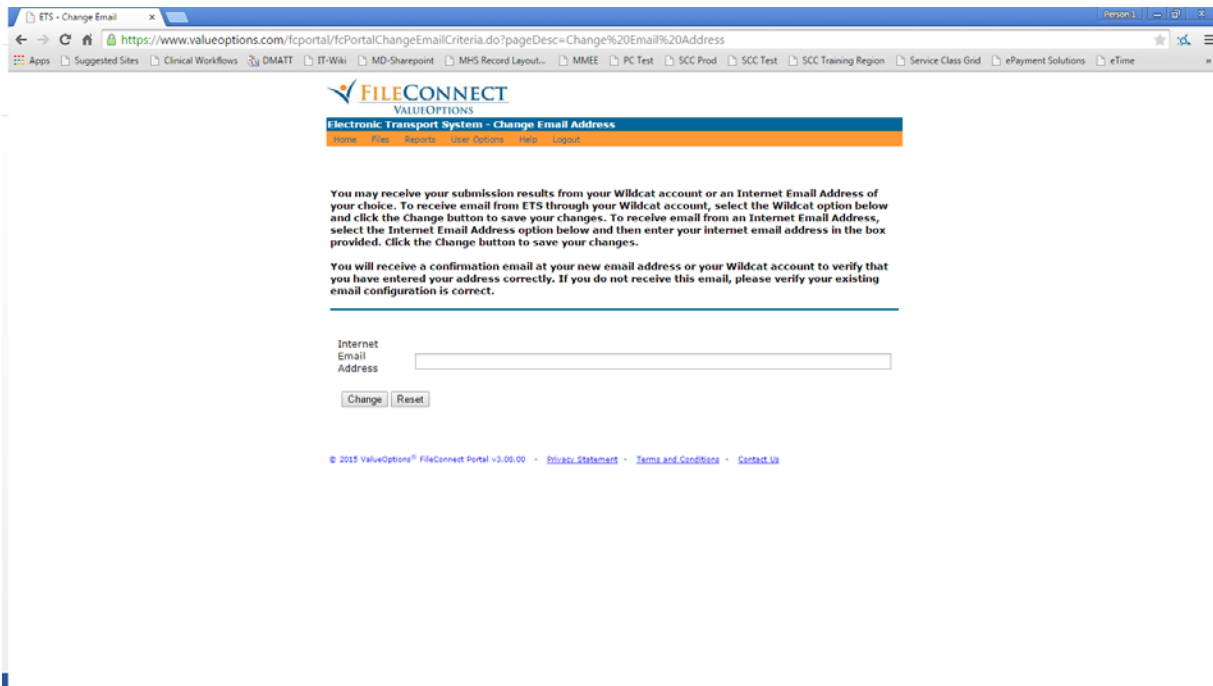 ETS - Change Email
Person 1
https://www.valueoptions.com/fcportal/fcPortalChangeEmailCriteria.do?pageDesc=Change%20Email%20Address
Apps Suggested Sites Clinical Workflows DMATT IT-Wiki MD-Sharepoint MHS Record Layout... MMEE PC Test SCC Prod SCC Test SCC Training Region Service Class Grid ePayment Solutions eTime »
FILECONNECT
VALUEOPTIONS
Electronic Transport System - Change Email Address
Home Files Reports User Options Help Logout
You may receive your submission results from your Wildcat account or an Internet Email Address of
your choice. To receive email from ETS through your Wildcat account, select the Wildcat option below
and click the Change button to save your changes. To receive email from an Internet Email Address,
select the Internet Email Address option below and then enter your internet email address in the box
provided. Click the Change button to save your changes.
You will receive a confirmation email at your new email address or your Wildcat account to verify that
you have entered your address correctly. If you do not receive this email, please verify your existing
email configuration is correct.
Internet
Email
Address
Change Reset
© 2015 ValueOptions® FileConnect Portal v3.00.00 - Privacy Statement - Terms and Conditions - Contact Us